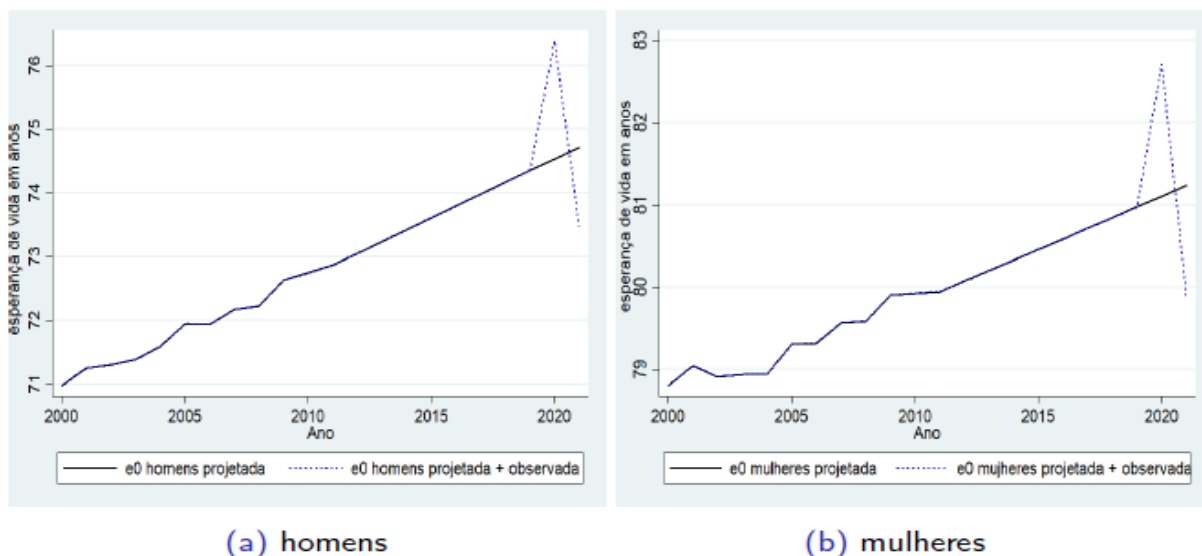 76
75
74
73
72
71
esperança de vida em anos
2000
2005
2010
2015
2020
Ano
e0 homens projetada
e0 homens projetada + observada
(a) homens
83
82
81
80
79
esperança de vida em anos
2000
2005
2010
2015
2020
Ano
e0 mulheres projetada
e0 mujheres projetada + observada
(b) mulheres